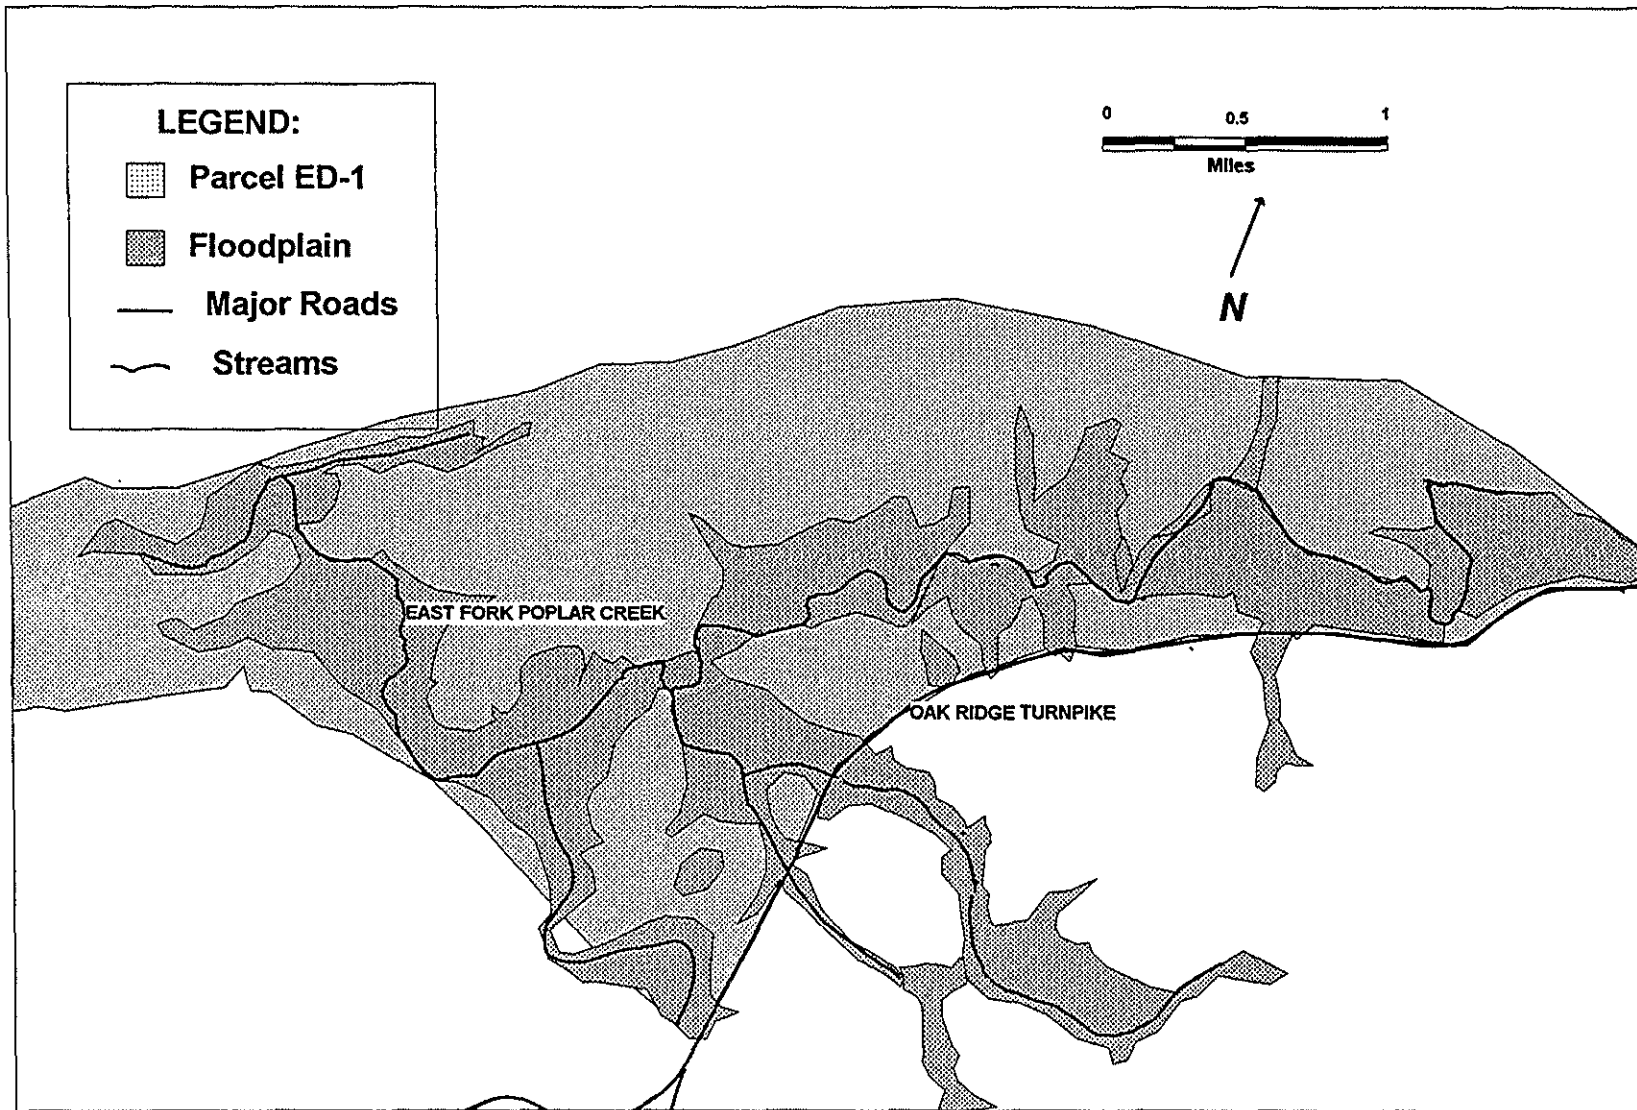 LEGEND:
Parcel ED-1
Floodplain
Major Roads
Streams
0 0.5 1
Miles
N
EAST FORK POPLAR CREEK
OAK RIDGE TURNPIKE